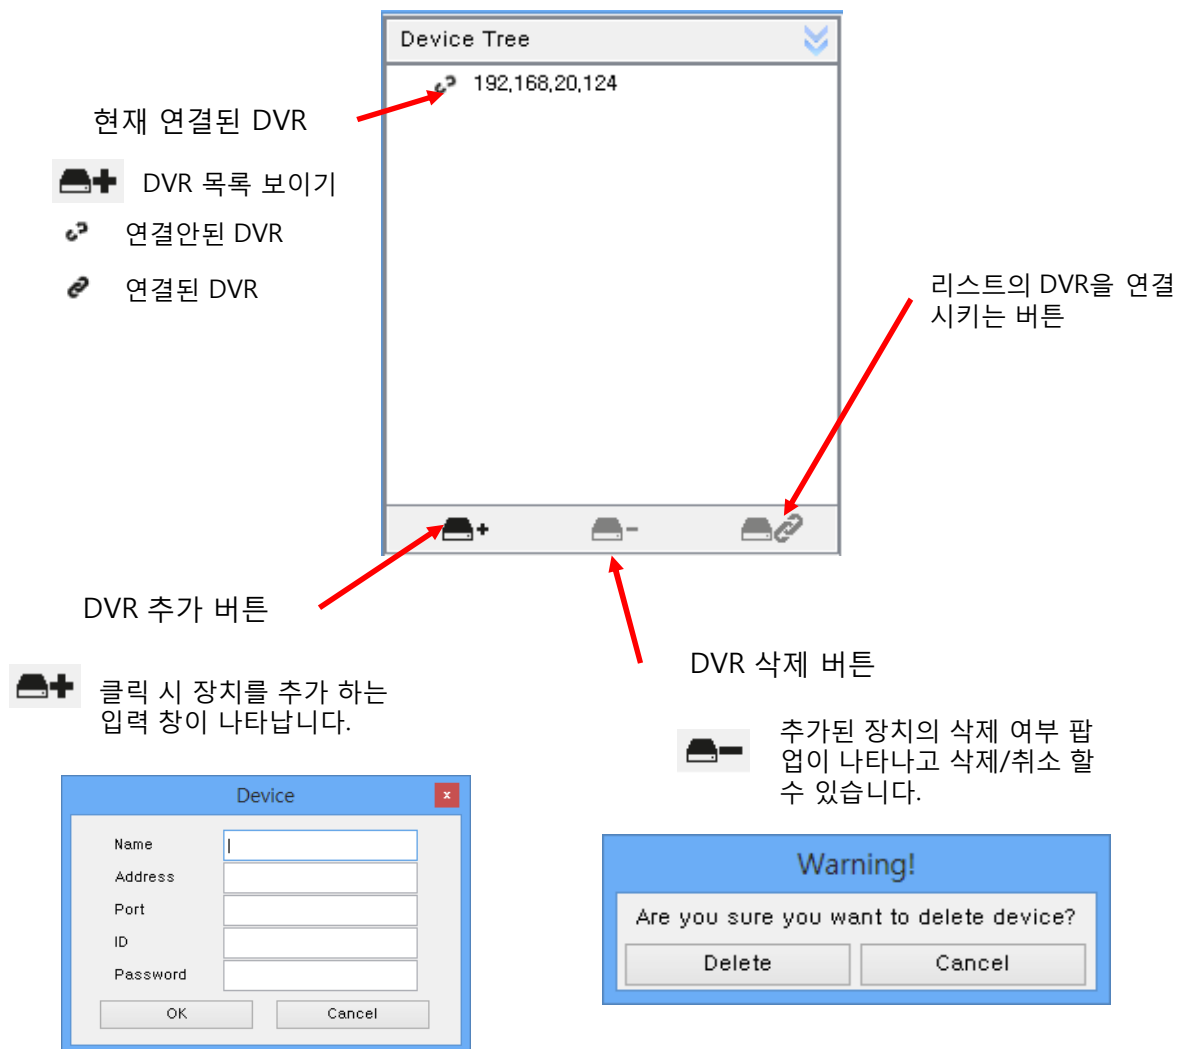 Device Tree
192,168,20,124
현재 연결된 DVR
DVR 목록 보이기
연결안된 DVR
연결된 DVR
리스트의 DVR을 연결
시키는 버튼
DVR 추가 버튼
클릭 시 장치를 추가 하는
입력 창이 나타납니다.
DVR 삭제 버튼
추가된 장치의 삭제 여부 팝
업이 나타나고 삭제/취소 할
수 있습니다.
Device
x
Name
Address
Port
ID
Password
OK
Cancel
Warning!
Are you sure you want to delete device?
Delete
Cancel